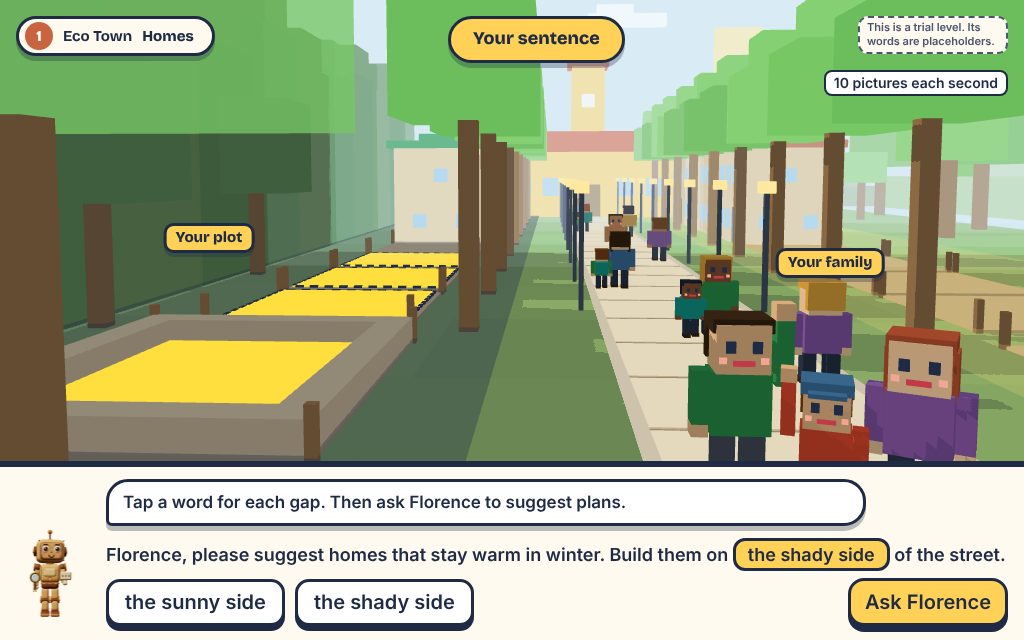 1 Eco Town Homes
Your sentence
This is a trial level. Its
words are placeholders.
10 pictures each second
Your plot
Your family
Tap a word for each gap. Then ask Florence to suggest plans.
Florence, please suggest homes that stay warm in winter. Build them on the shady side of the street.
the sunny side
the shady side
Ask Florence